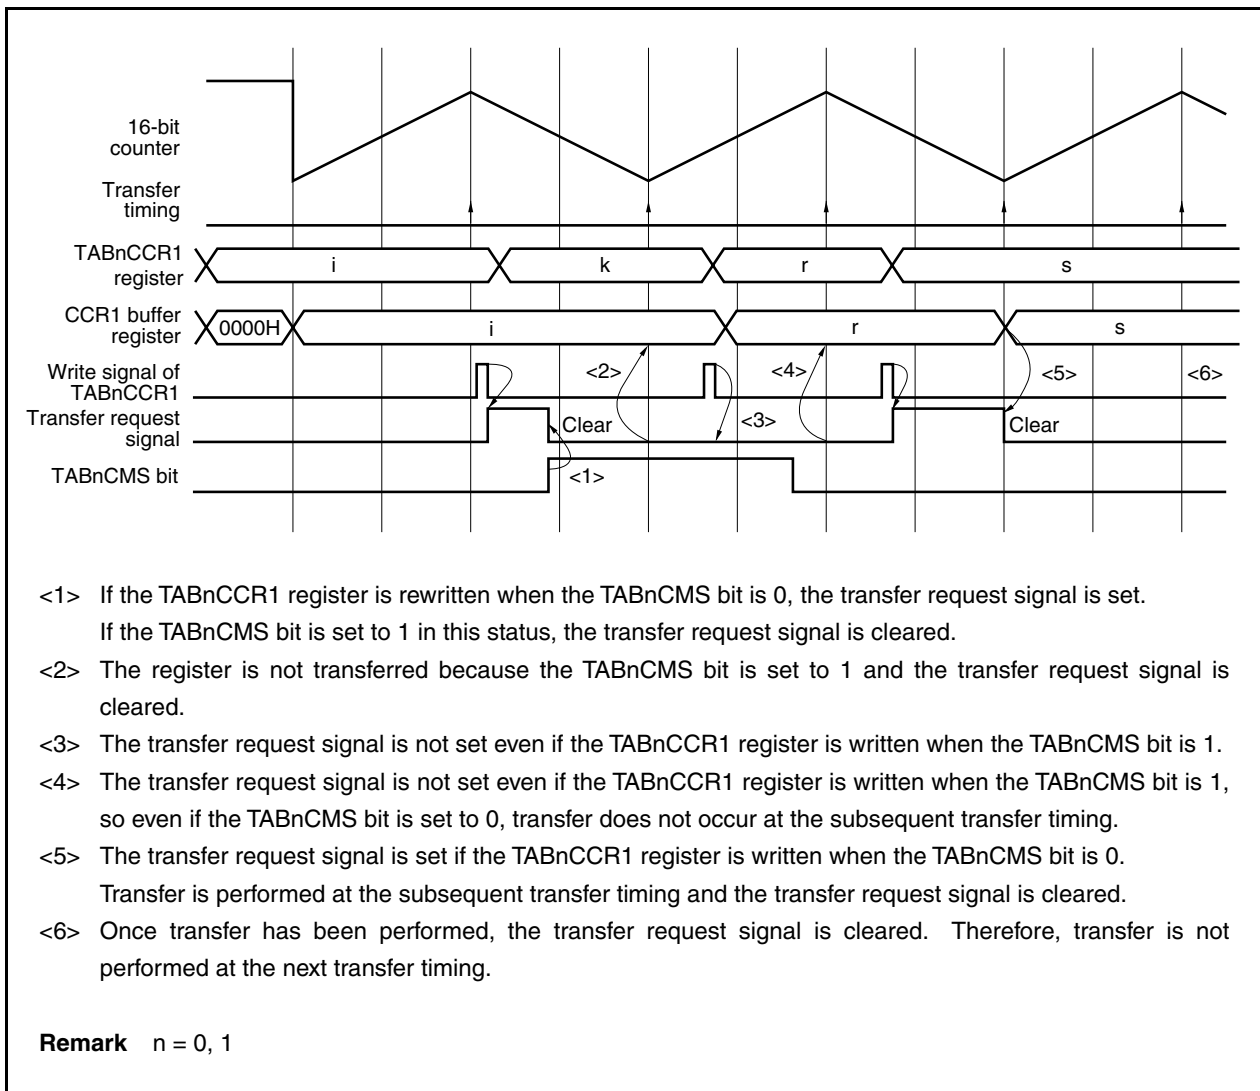 16-bit
counter
Transfer
timing
TABnCCR1
register
i
k
r
s
CCR1 buffer
register
0000H
i
r
s
Write signal of
TABnCCR1
<2>
<4>
<5>
<6>
Transfer request
signal
Clear
<3>
Clear
TABnCMS bit
<1>
<1> If the TABnCCR1 register is rewritten when the TABnCMS bit is 0, the transfer request signal is set.
If the TABnCMS bit is set to 1 in this status, the transfer request signal is cleared.
<2> The register is not transferred because the TABnCMS bit is set to 1 and the transfer request signal is
cleared.
<3> The transfer request signal is not set even if the TABnCCR1 register is written when the TABnCMS bit is 1.
<4> The transfer request signal is not set even if the TABnCCR1 register is written when the TABnCMS bit is 1,
so even if the TABnCMS bit is set to 0, transfer does not occur at the subsequent transfer timing.
<5> The transfer request signal is set if the TABnCCR1 register is written when the TABnCMS bit is 0.
Transfer is performed at the subsequent transfer timing and the transfer request signal is cleared.
<6> Once transfer has been performed, the transfer request signal is cleared. Therefore, transfer is not
performed at the next transfer timing.
Remark n = 0, 1